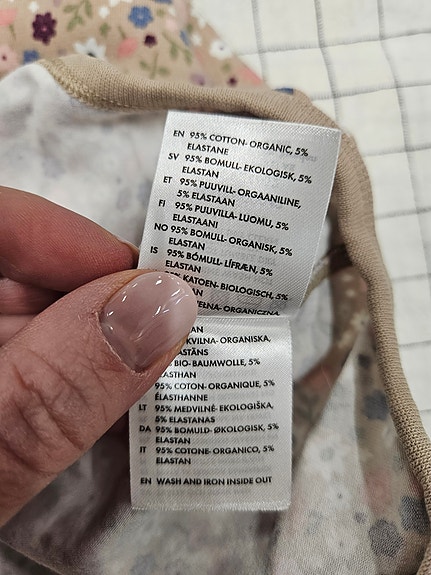 EN 95% COTTON- ORGANIC, 5%
ELASTANE
SV 95% BOMULL- EKOLOGISK, 5%
ELASTAN
ET 95% PUUVILL- ORGAANILINE,
5% ELASTAAN
FI 95% PUUVILLA- LUOMU, 5%
ELASTAANI
NO 95% BOMULL- ORGANISK, 5%
ELASTAN
IS 95% BÓMULL- LÍFRÆN, 5%
ELASTAN
KATOEN- BIOLOGISCH, 5%
ORGANICZNA
KVILNA- ORGANISKA,
BIO- BAUMWOLLE, 5%
95% COTON- ORGANIQUE, 5%
ÉLASTHANNE
LT 95% MEDVILNĖ- EKOLOGIŠKA,
5% ELASTANAS
DA 95% BOMULD- ØKOLOGISK, 5%
ELASTAN
IT 95% COTONE- ORGANICO, 5%
ELASTAN
EN WASH AND IRON INSIDE OUT